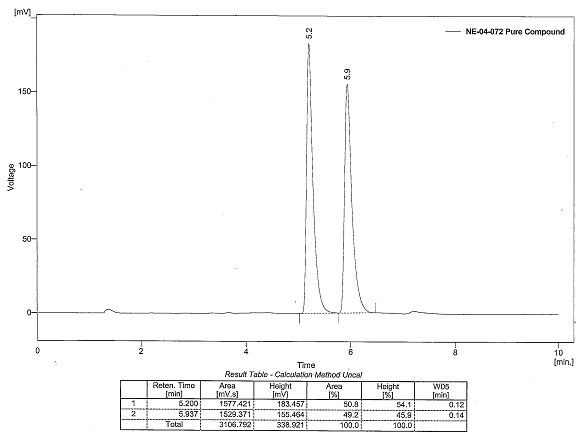 [mV]
NE-04-072 Pure Compound
5.2
5.9
150
100
50
0
Voltage
0 2 4 6 8 10
Time [min.]
Result Table - Calculation Method Uncal
Reten. Time Area Height Area Height W05
[min] [mV.s] [mV] [%] [%] [min]
1 5.200 1577.421 183.457 50.8 54.1 0.12
2 5.937 1529.371 155.464 49.2 45.9 0.14
Total 3106.792 338.921 100.0 100.0